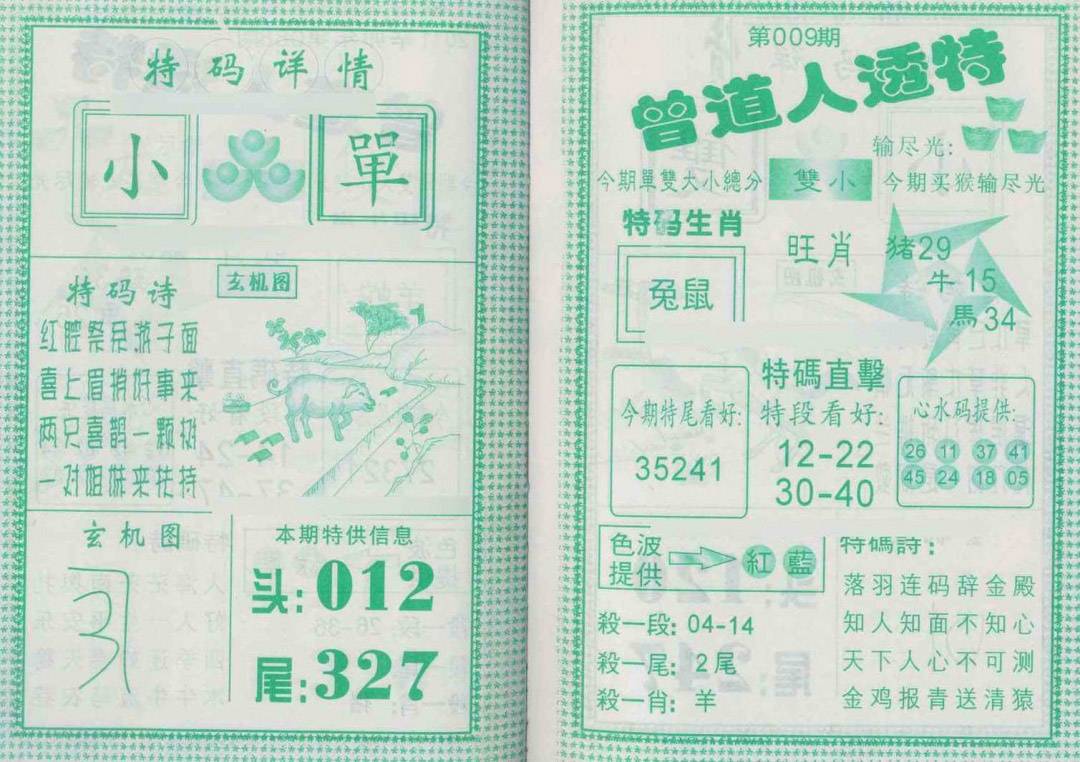 特码详情
小
單
特码诗
玄机图
红腔祭呆游子面
喜上眉梢好事来
两只喜鹊一颗树
一对姐妹来扶持
玄机图
本期特供信息
头:012
尾:327
第009期
曾道人透特
输尽光:
今期單雙大小總分
雙小
今期买猴输尽光
特码生肖
兔鼠
旺肖
猪29
牛15
馬34
今期特尾看好:
35241
特碼直擊
特段看好:
12-22
30-40
心水码提供:
26 11 37 41
45 24 18 05
色波
提供
紅藍
殺一段: 04-14
殺一尾: 2尾
殺一肖: 羊
特碼詩:
落羽连码辞金殿
知人知面不知心
天下人心不可测
金鸡报青送清猿